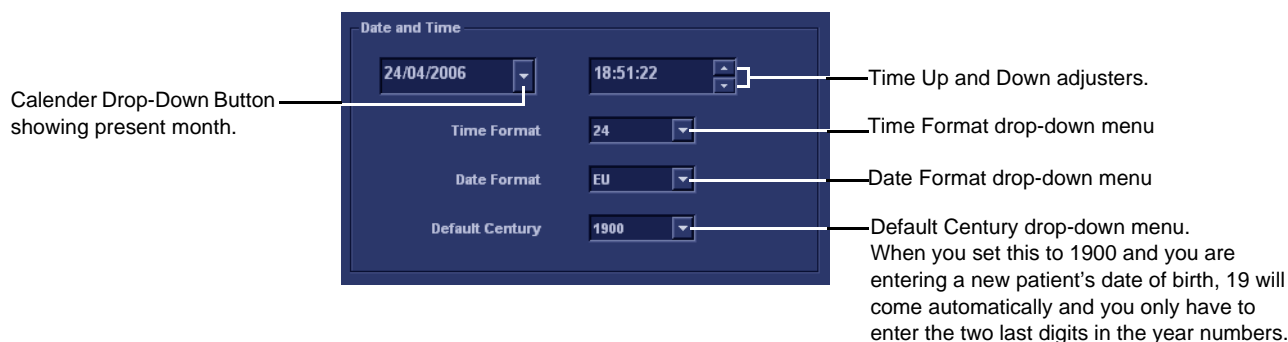 Date and Time
24/04/2006
18:51:22
Time Up and Down adjusters.
Calender Drop-Down Button
showing present month.
Time Format
24
Time Format drop-down menu
Date Format
EU
Date Format drop-down menu
Default Century
1900
Default Century drop-down menu.
When you set this to 1900 and you are
entering a new patient's date of birth, 19 will
come automatically and you only have to
enter the two last digits in the year numbers.